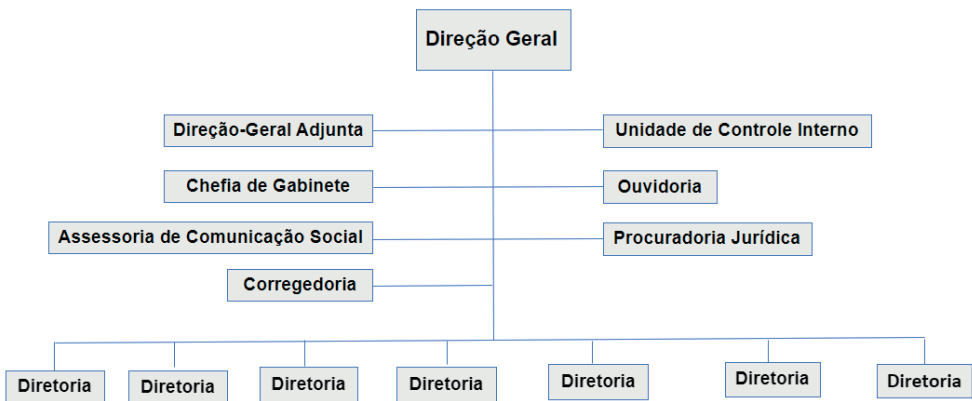 Direção Geral
Direção-Geral Adjunta
Unidade de Controle Interno
Chefia de Gabinete
Ouvidoria
Assessoria de Comunicação Social
Procuradoria Jurídica
Corregedoria
Diretoria
Diretoria
Diretoria
Diretoria
Diretoria
Diretoria
Diretoria